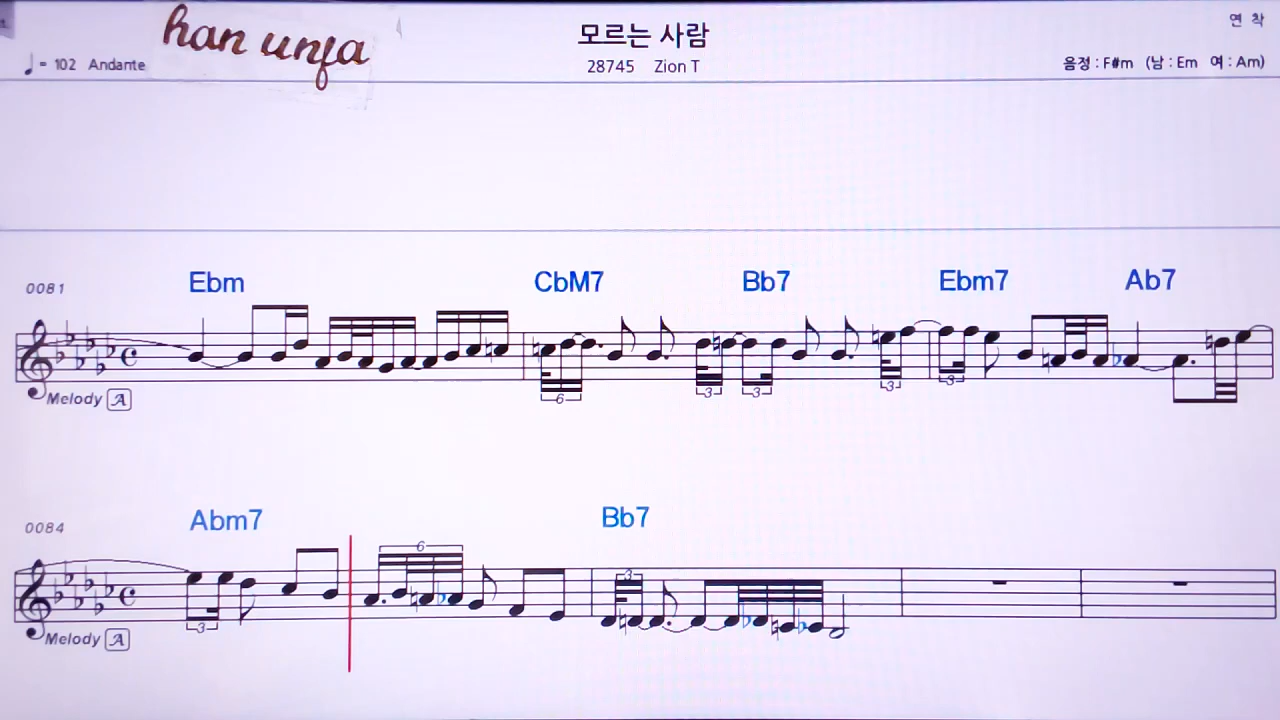 han unja
모르는 사람
연 착
♩= 102 Andante
28745 Zion T
음정 : F#m (남 : Em 여 : Am)
0081
Ebm CbM7 Bb7 Ebm7 Ab7
6 3 3 3 3
Melody A
0084
Abm7 Bb7
6 3
3
Melody A